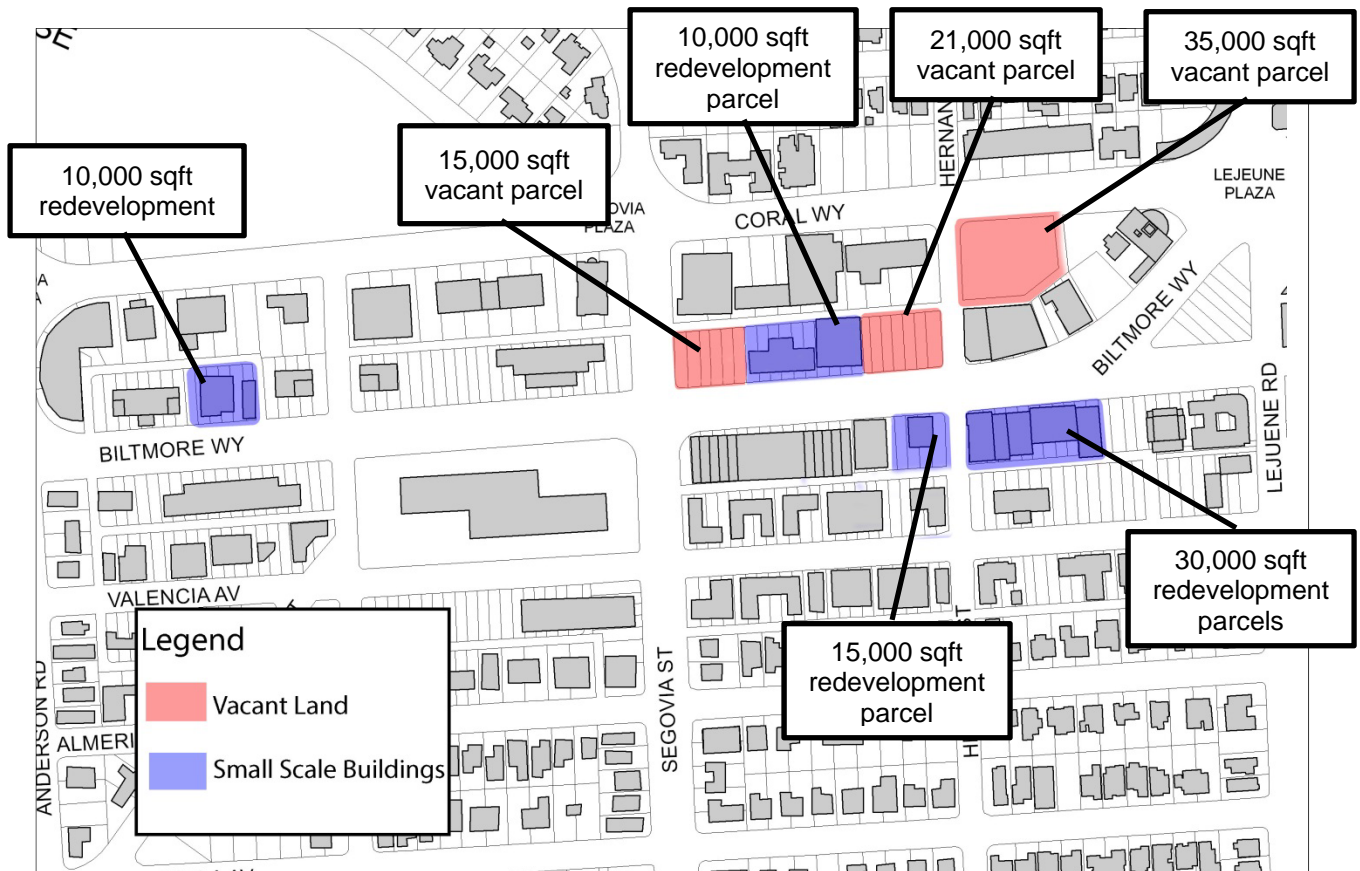 10,000 sqft
redevelopment
parcel
21,000 sqft
vacant parcel
35,000 sqft
vacant parcel
15,000 sqft
vacant parcel
10,000 sqft
redevelopment
HERNAN
LEJEUNE
PLAZA
OVIA
PLAZA
CORAL WY
BILTMORE WY
BILTMORE WY
LEJUENE RD
VALENCIA AV
30,000 sqft
redevelopment
parcels
15,000 sqft
redevelopment
parcel
SEGOVIA ST
ANDERSON RD
ALMERI
Legend
Vacant Land
Small Scale Buildings